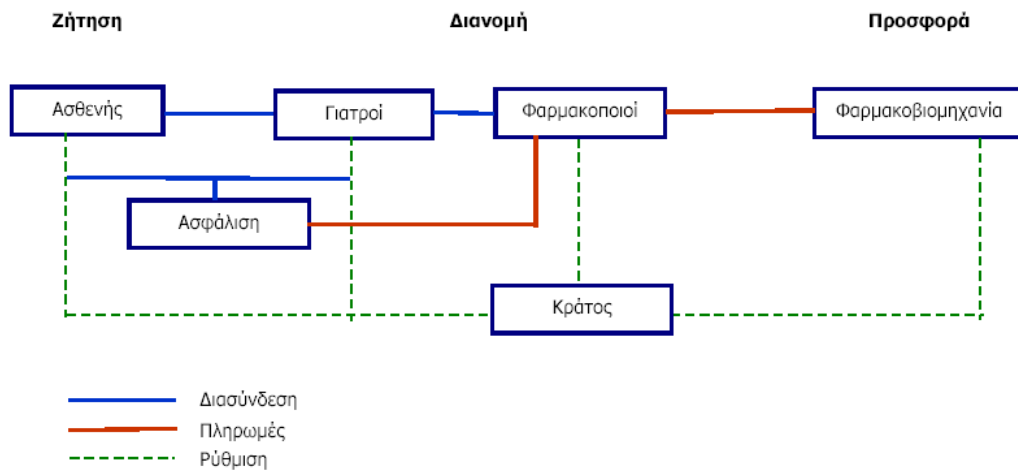 Ζήτηση
Διανομή
Προσφορά
Ασθενής
Γιατροί
Φαρμακοποιοί
Φαρμακοβιομηχανία
Ασφάλιση
Κράτος
Διασύνδεση
Πληρωμές
Ρύθμιση